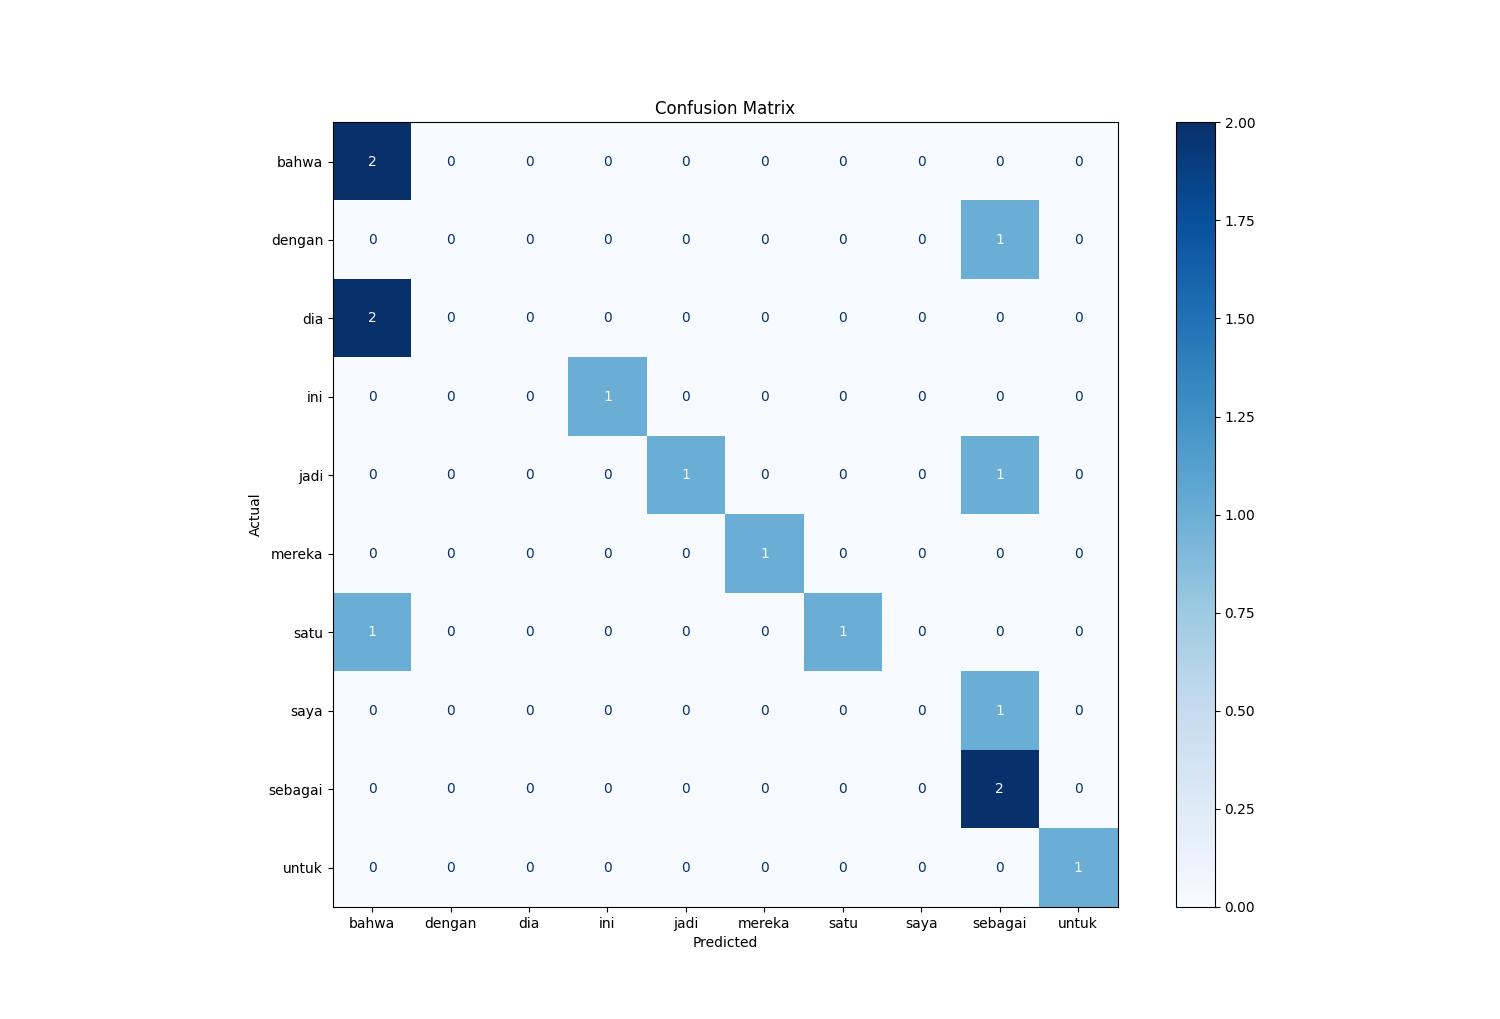 Confusion Matrix
bahwa 2 0 0 0 0 0 0 0 0 0
dengan 0 0 0 0 0 0 0 0 1 0
dia 2 0 0 0 0 0 0 0 0 0
ini 0 0 0 1 0 0 0 0 0 0
jadi 0 0 0 0 1 0 0 0 1 0
mereka 0 0 0 0 0 1 0 0 0 0
satu 1 0 0 0 0 0 1 0 0 0
saya 0 0 0 0 0 0 0 0 1 0
sebagai 0 0 0 0 0 0 0 0 2 0
untuk 0 0 0 0 0 0 0 0 0 1
Actual
bahwa dengan dia ini jadi mereka satu saya sebagai untuk
Predicted
2.00
1.75
1.50
1.25
1.00
0.75
0.50
0.25
0.00